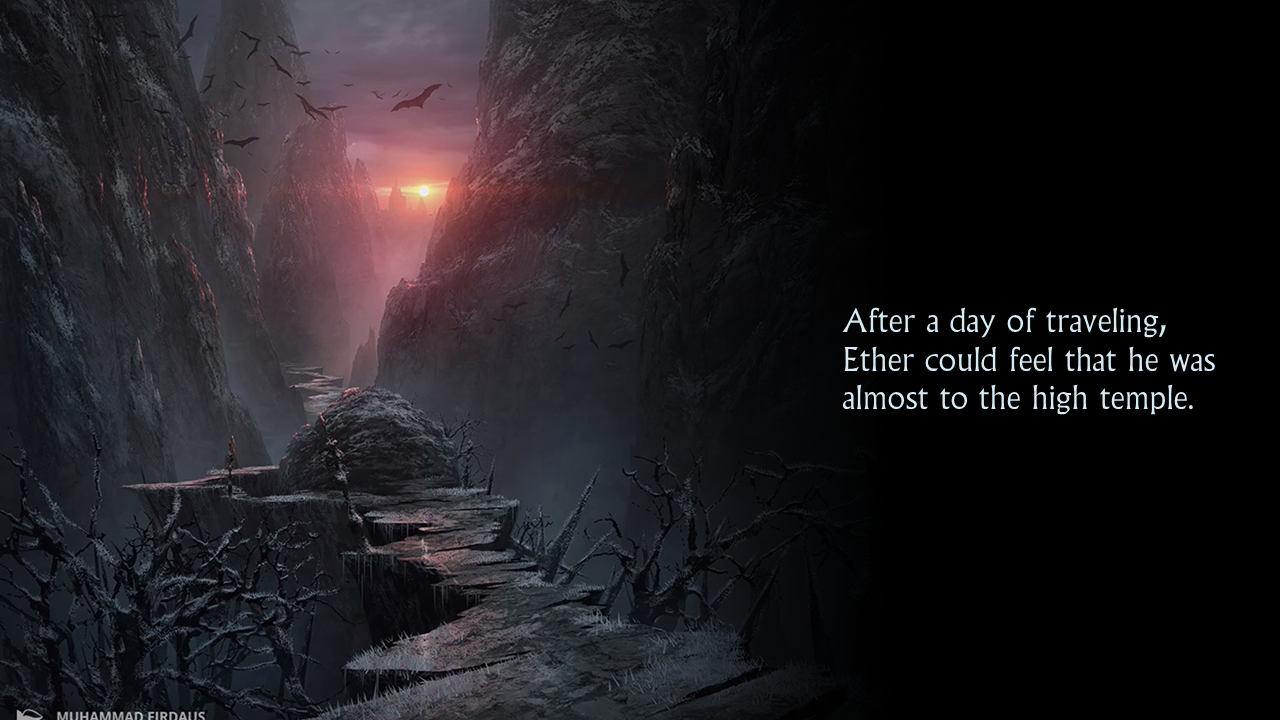 After a day of traveling,
Ether could feel that he was
almost to the high temple.
MUHAMMAD FIRDAUS